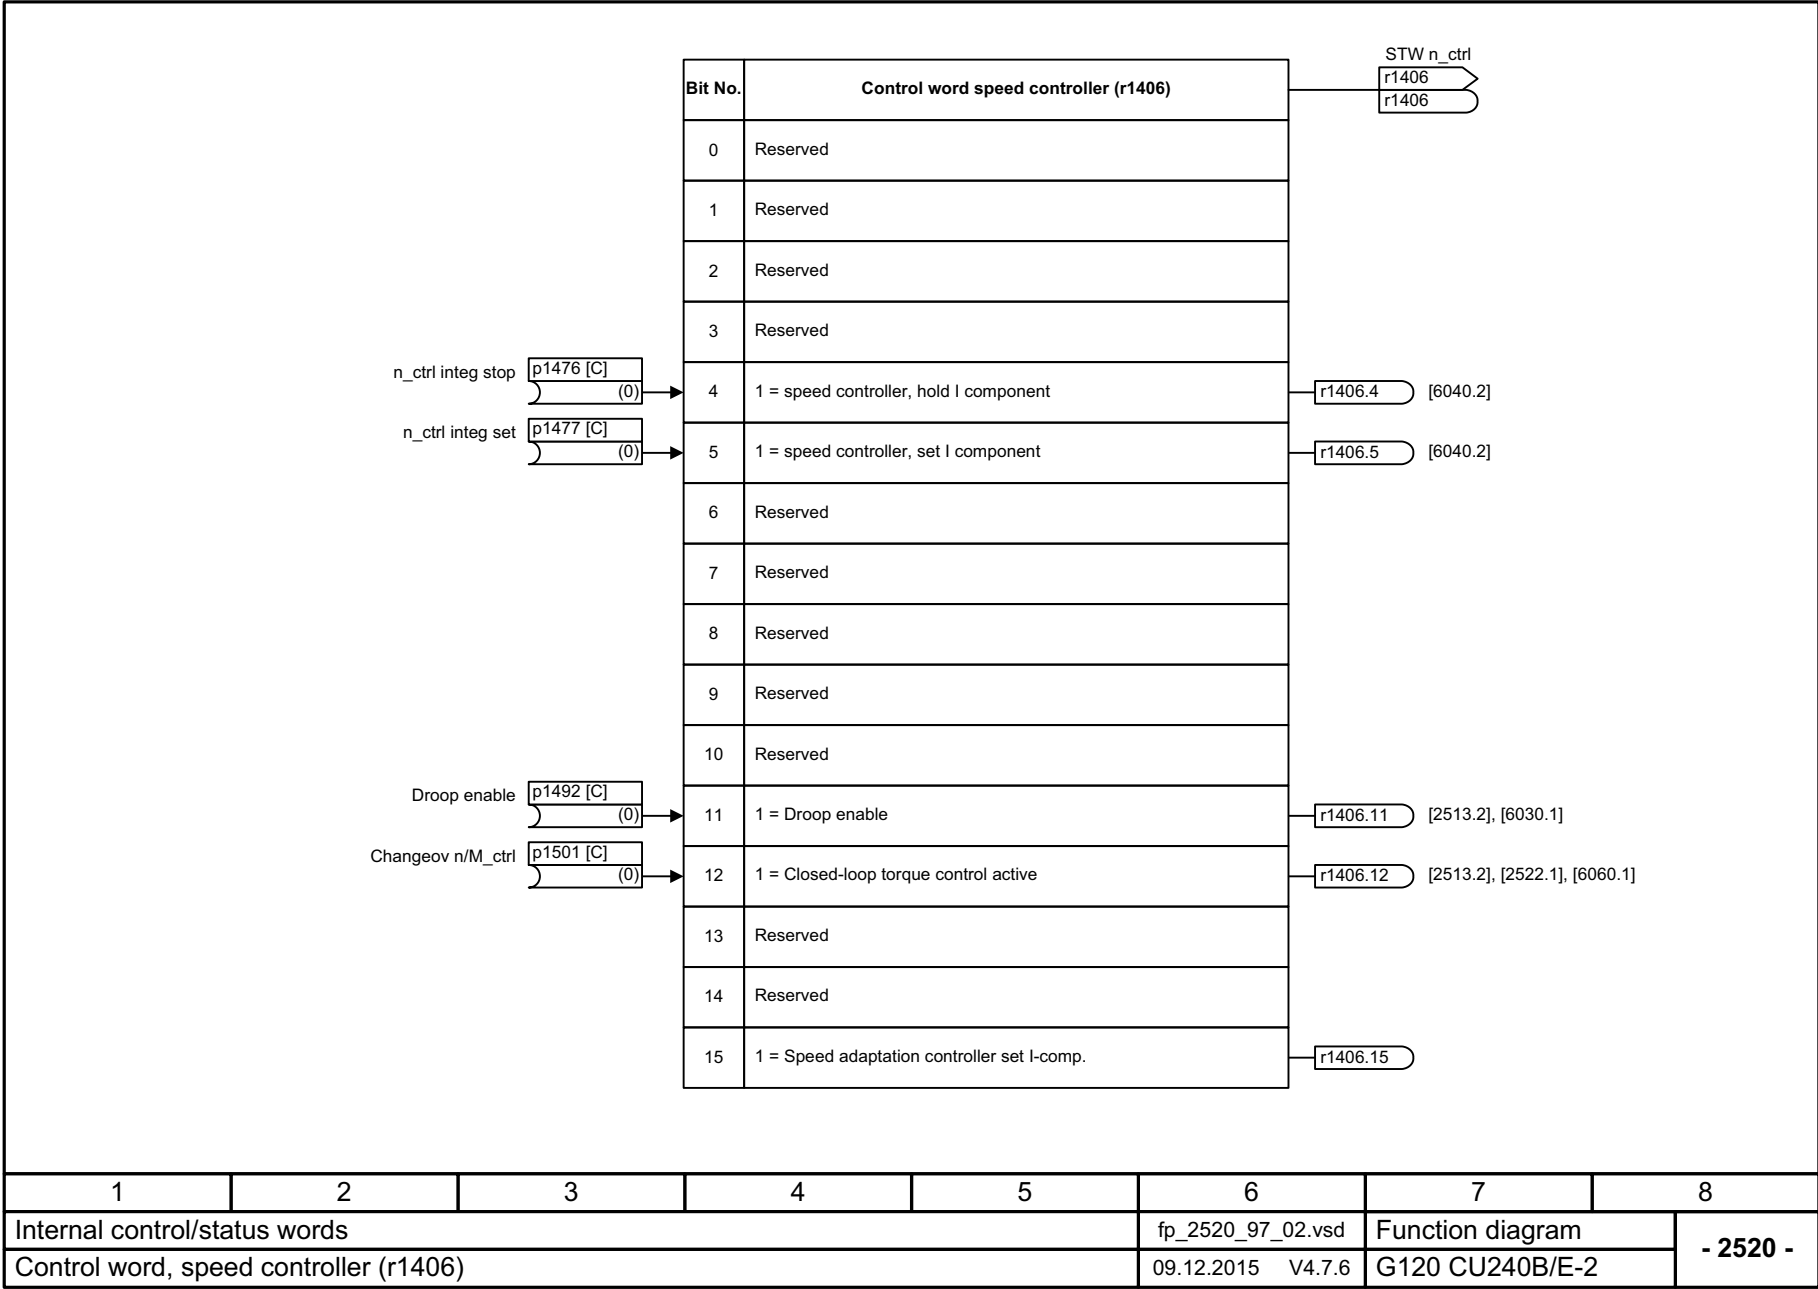 STW n_ctrl
r1406
r1406
Bit No. Control word speed controller (r1406)
0 Reserved
1 Reserved
2 Reserved
3 Reserved
n_ctrl integ stop p1476 [C]
(0) 4 1 = speed controller, hold I component r1406.4 [6040.2]
n_ctrl integ set p1477 [C]
(0) 5 1 = speed controller, set I component r1406.5 [6040.2]
6 Reserved
7 Reserved
8 Reserved
9 Reserved
10 Reserved
Droop enable p1492 [C]
(0) 11 1 = Droop enable r1406.11 [2513.2], [6030.1]
Changeov n/M_ctrl p1501 [C]
(0) 12 1 = Closed-loop torque control active r1406.12 [2513.2], [2522.1], [6060.1]
13 Reserved
14 Reserved
15 1 = Speed adaptation controller set I-comp. r1406.15
1 2 3 4 5 6 7 8
Internal control/status words fp_2520_97_02.vsd Function diagram
- 2520 -
Control word, speed controller (r1406) 09.12.2015 V4.7.6 G120 CU240B/E-2